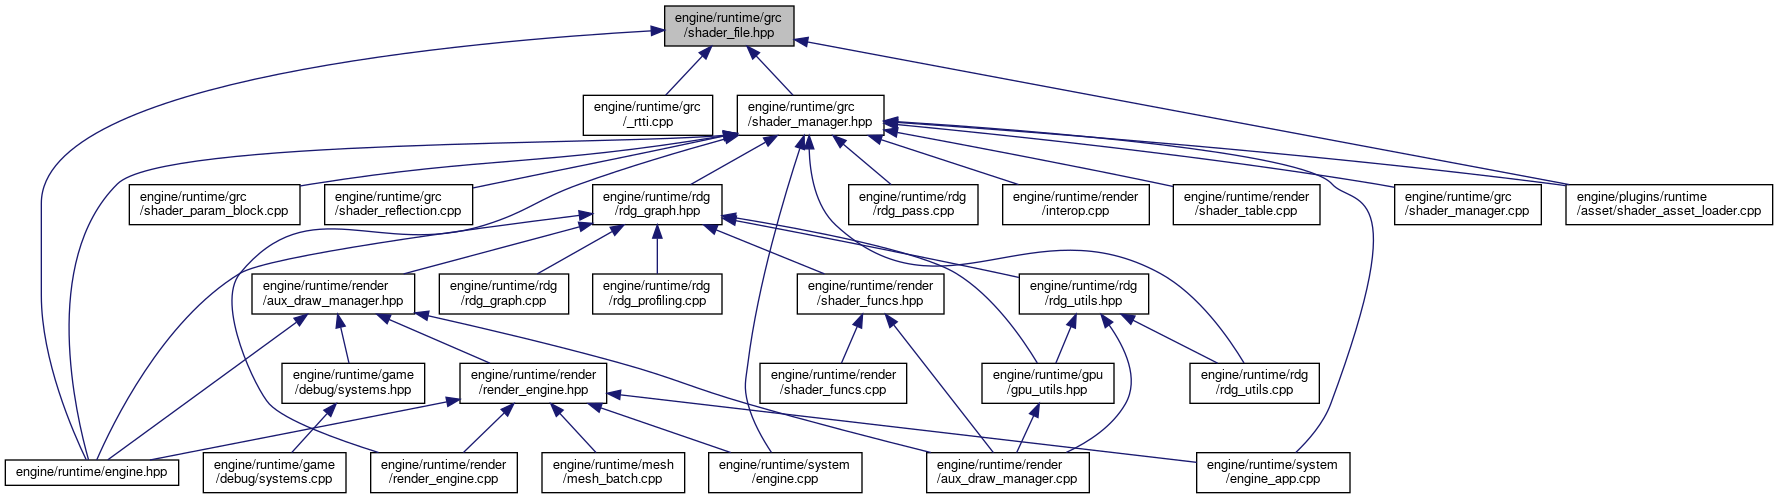 engine/runtime/grc
/shader_file.hpp
engine/runtime/grc
/_rtti.cpp
engine/runtime/grc
/shader_manager.hpp
engine/runtime/grc
/shader_param_block.cpp
engine/runtime/grc
/shader_reflection.cpp
engine/runtime/rdg
/rdg_graph.hpp
engine/runtime/rdg
/rdg_pass.cpp
engine/runtime/render
/interop.cpp
engine/runtime/render
/shader_table.cpp
engine/runtime/grc
/shader_manager.cpp
engine/plugins/runtime
/asset/shader_asset_loader.cpp
engine/runtime/render
/aux_draw_manager.hpp
engine/runtime/rdg
/rdg_graph.cpp
engine/runtime/rdg
/rdg_profiling.cpp
engine/runtime/render
/shader_funcs.hpp
engine/runtime/rdg
/rdg_utils.hpp
engine/runtime/game
/debug/systems.hpp
engine/runtime/render
/render_engine.hpp
engine/runtime/render
/shader_funcs.cpp
engine/runtime/gpu
/gpu_utils.hpp
engine/runtime/rdg
/rdg_utils.cpp
engine/runtime/engine.hpp
engine/runtime/game
/debug/systems.cpp
engine/runtime/render
/render_engine.cpp
engine/runtime/mesh
/mesh_batch.cpp
engine/runtime/system
/engine.cpp
engine/runtime/render
/aux_draw_manager.cpp
engine/runtime/system
/engine_app.cpp